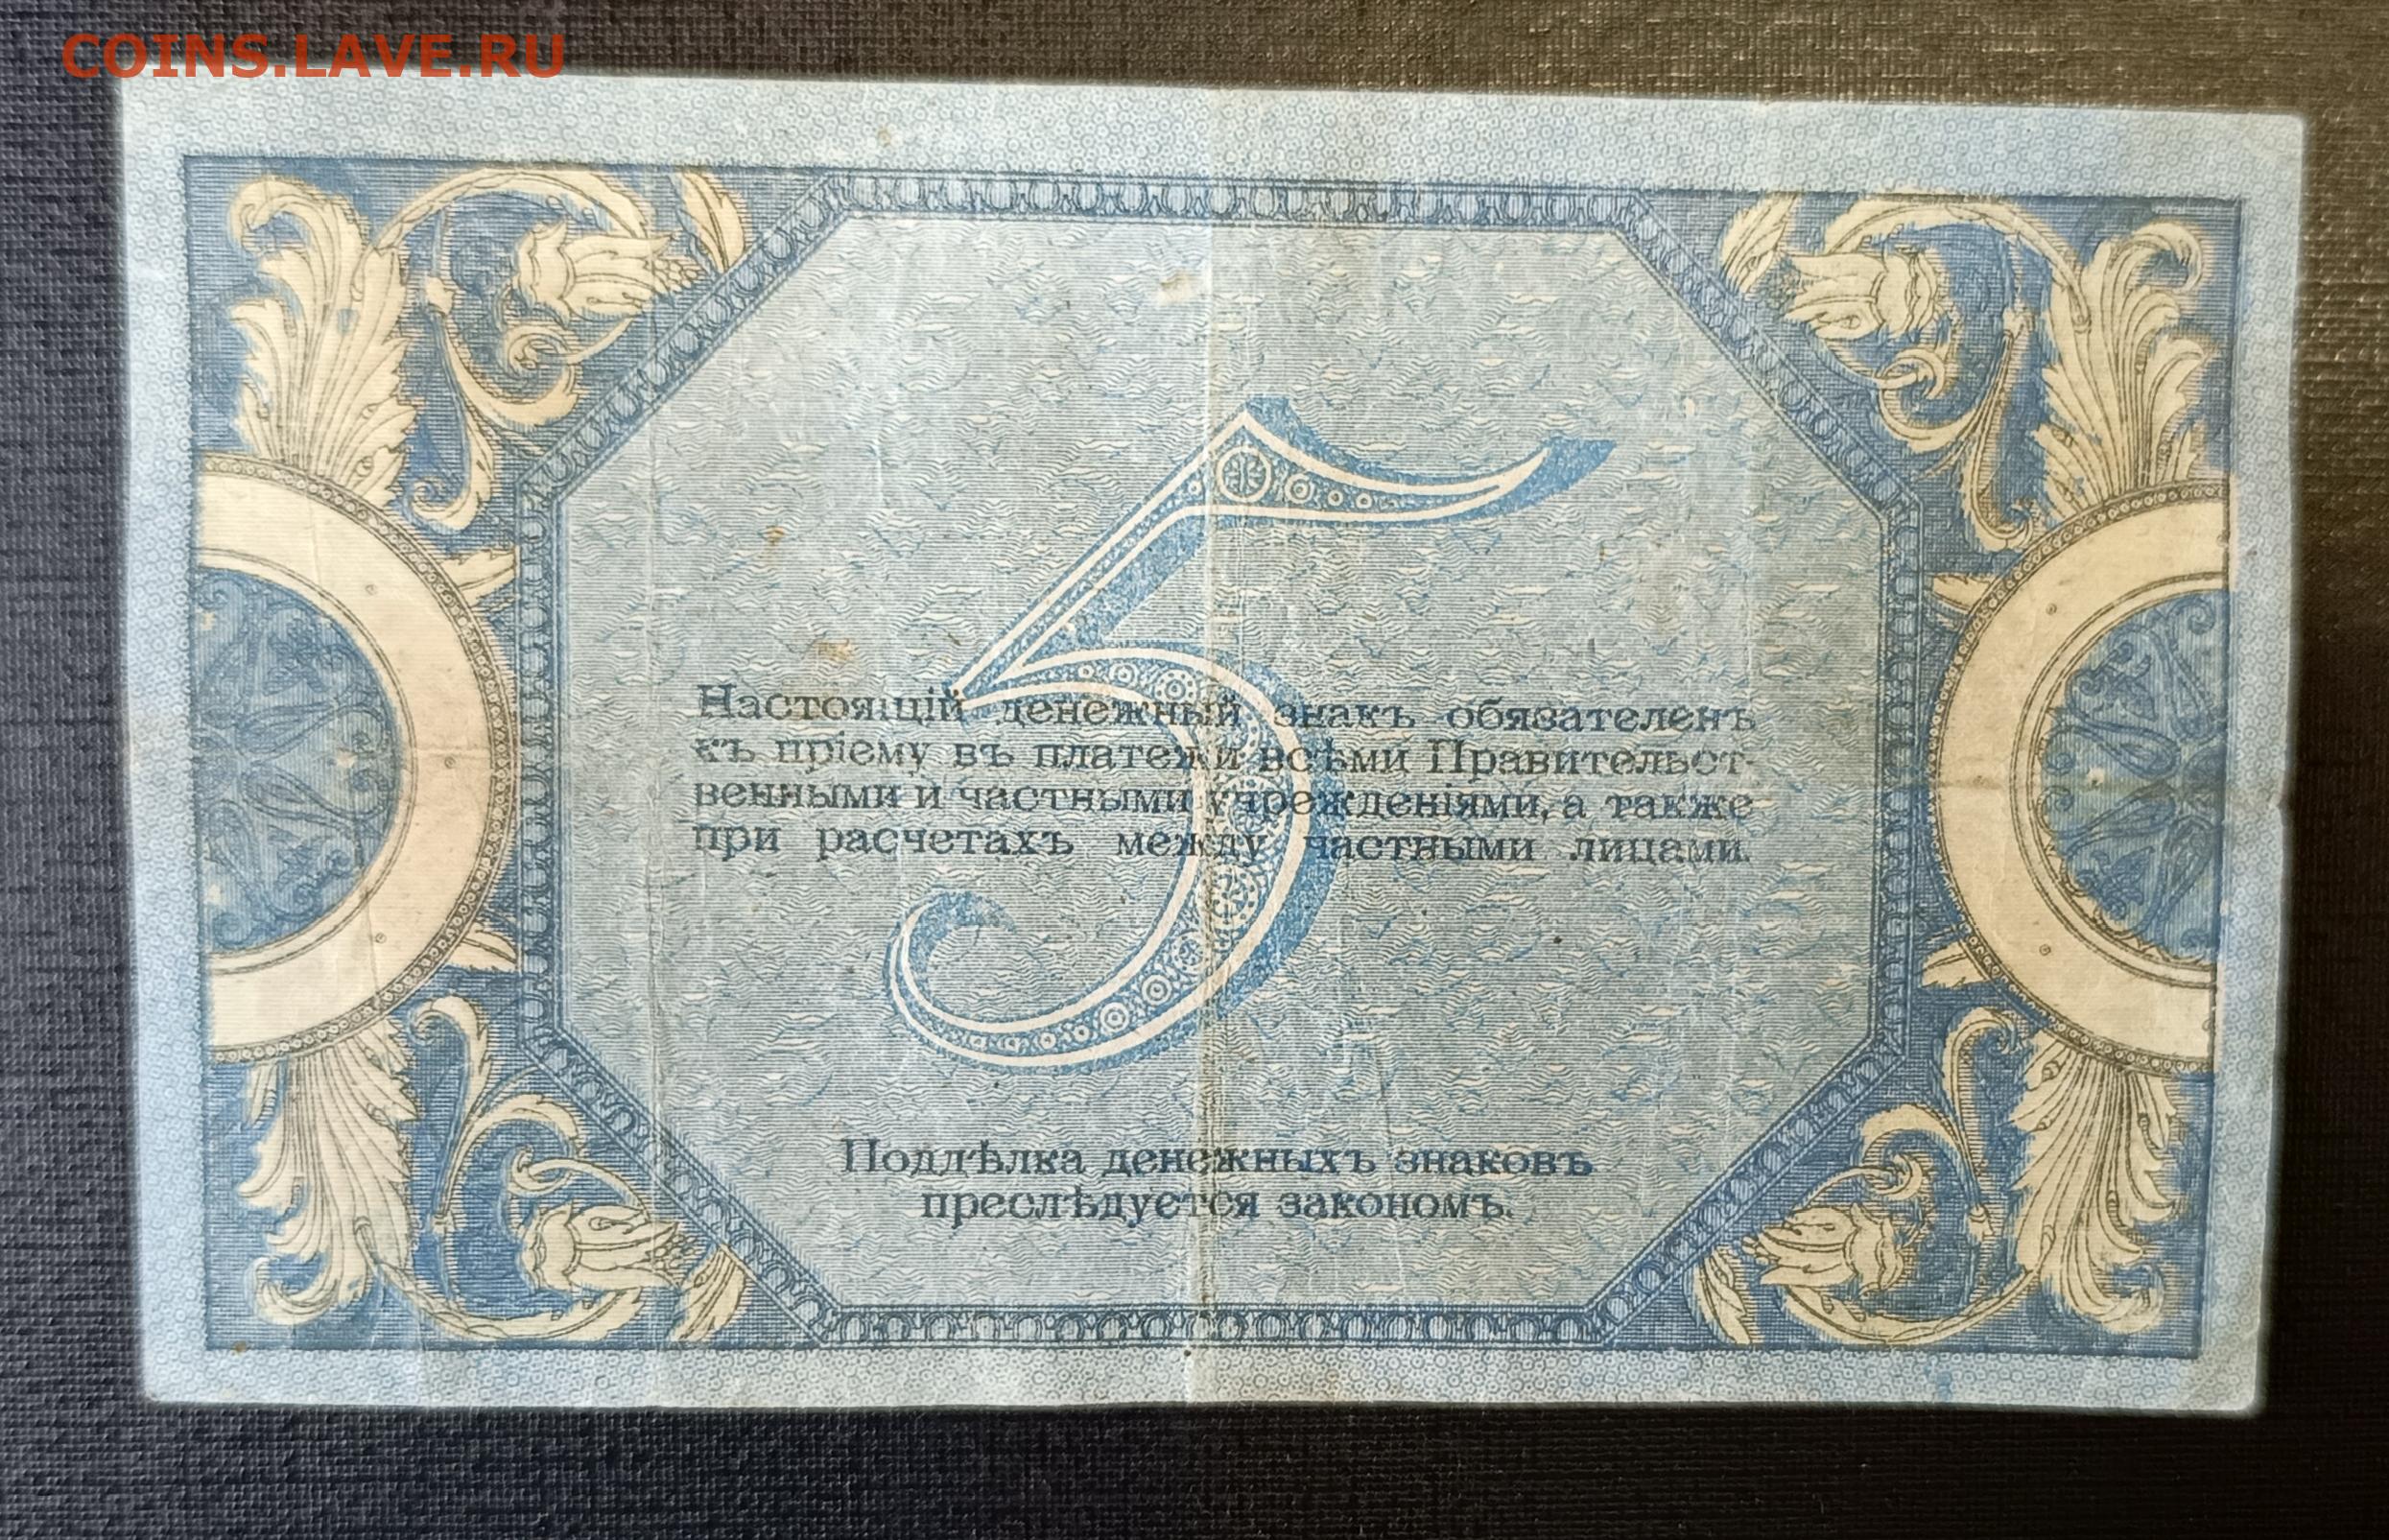 COINS.LAVE.RU
5
Настоящій денежный знакъ обязателенъ
къ пріему въ платежи всѣми Правительст-
венными и частными учрежденіями, а также
при расчетахъ между частными лицами.
Поддѣлка денежныхъ знаковъ
преслѣдуется закономъ.